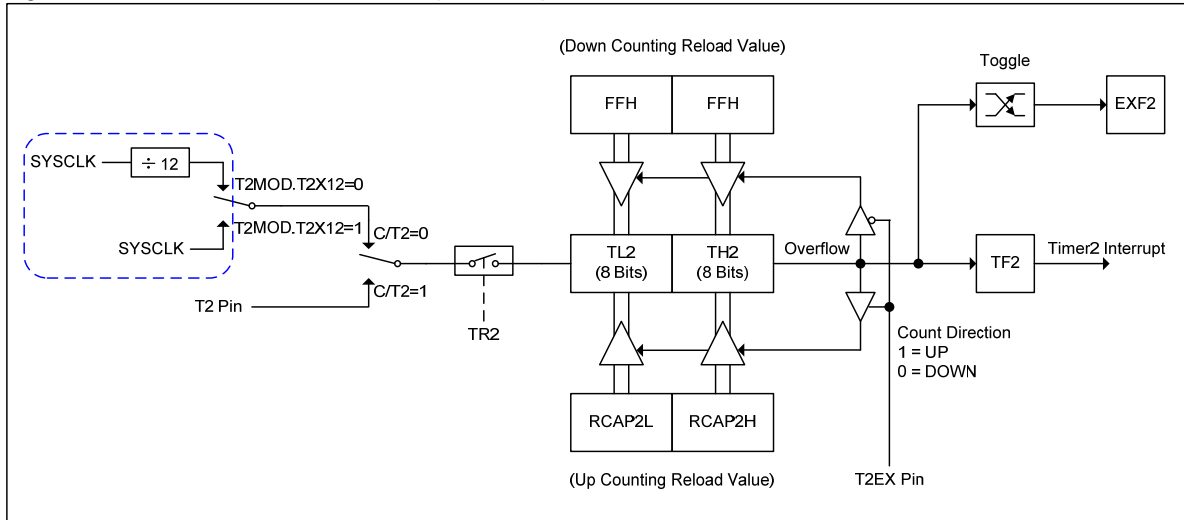 (Down Counting Reload Value)
Toggle
FFH
FFH
EXF2
SYSCLK
÷ 12
T2MOD.T2X12=0
T2MOD.T2X12=1
SYSCLK
C/T2=0
C/T2=1
T2 Pin
TR2
TL2
(8 Bits)
TH2
(8 Bits)
Overflow
TF2
Timer2 Interrupt
Count Direction
1 = UP
0 = DOWN
RCAP2L
RCAP2H
(Up Counting Reload Value)
T2EX Pin